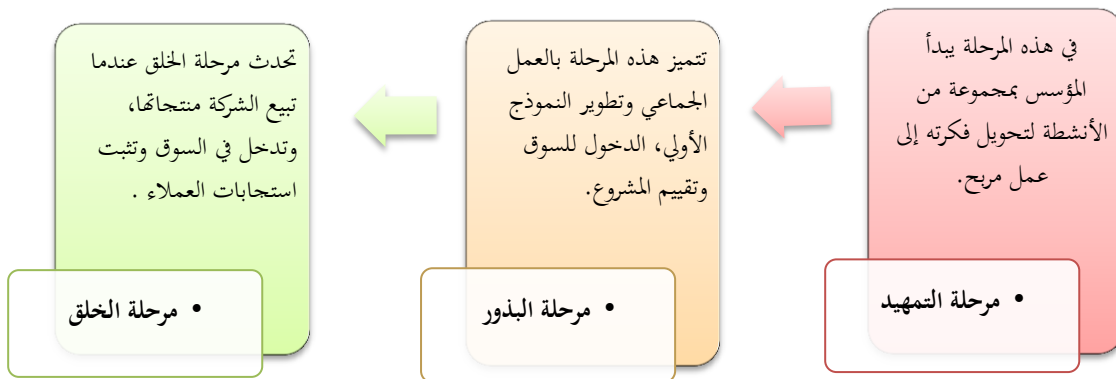 في هذه المرحلة يبدأ
المؤسس بمجموعة من
الأنشطة لتحويل فكرته إلى
عمل مربح.
• مرحلة التمهيد
تتميز هذه المرحلة بالعمل
الجماعي وتطوير النموذج
الأولي، الدخول للسوق
وتقييم المشروع.
• مرحلة البذور
تحدث مرحلة الخلق عندما
تبيع الشركة منتجاتها،
وتدخل في السوق وتثبت
استجابات العملاء .
• مرحلة الخلق